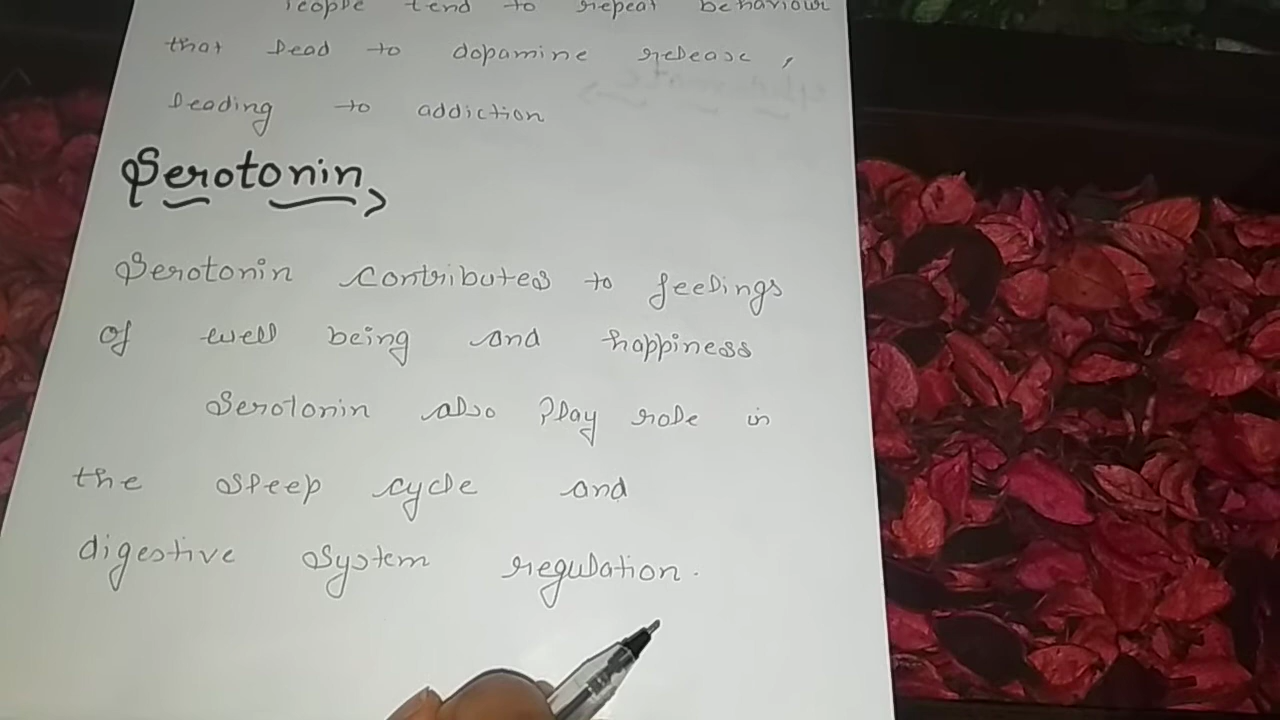 People tend to repeat behaviour
that lead to dopamine release,
leading to addiction
Serotonin
Serotonin contributes to feelings
of well being and happiness
Serotonin also Play role in
the sleep cycle and
digestive system regulation.